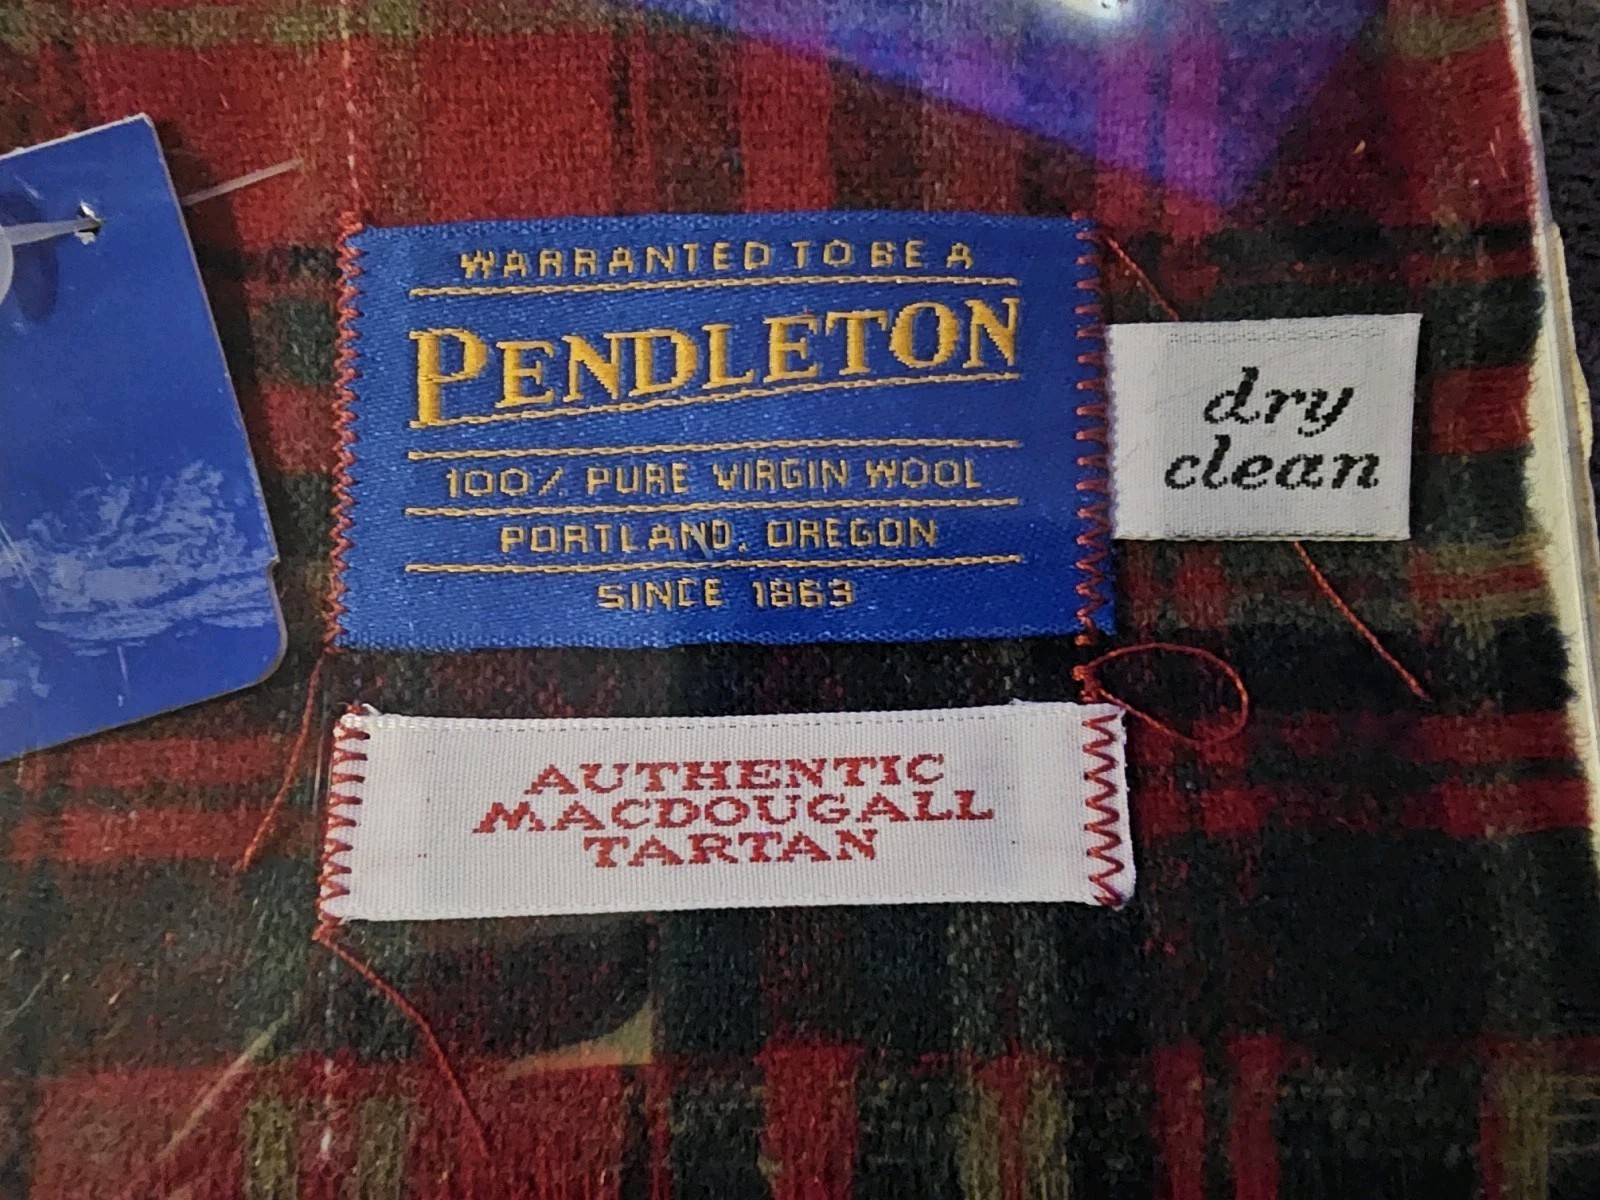 WARRANTED TO BE A
PENDLETON
100% PURE VIRGIN WOOL
PORTLAND, OREGON
SINCE 1863
dry
clean
AUTHENTIC
MACDOUGALL
TARTAN